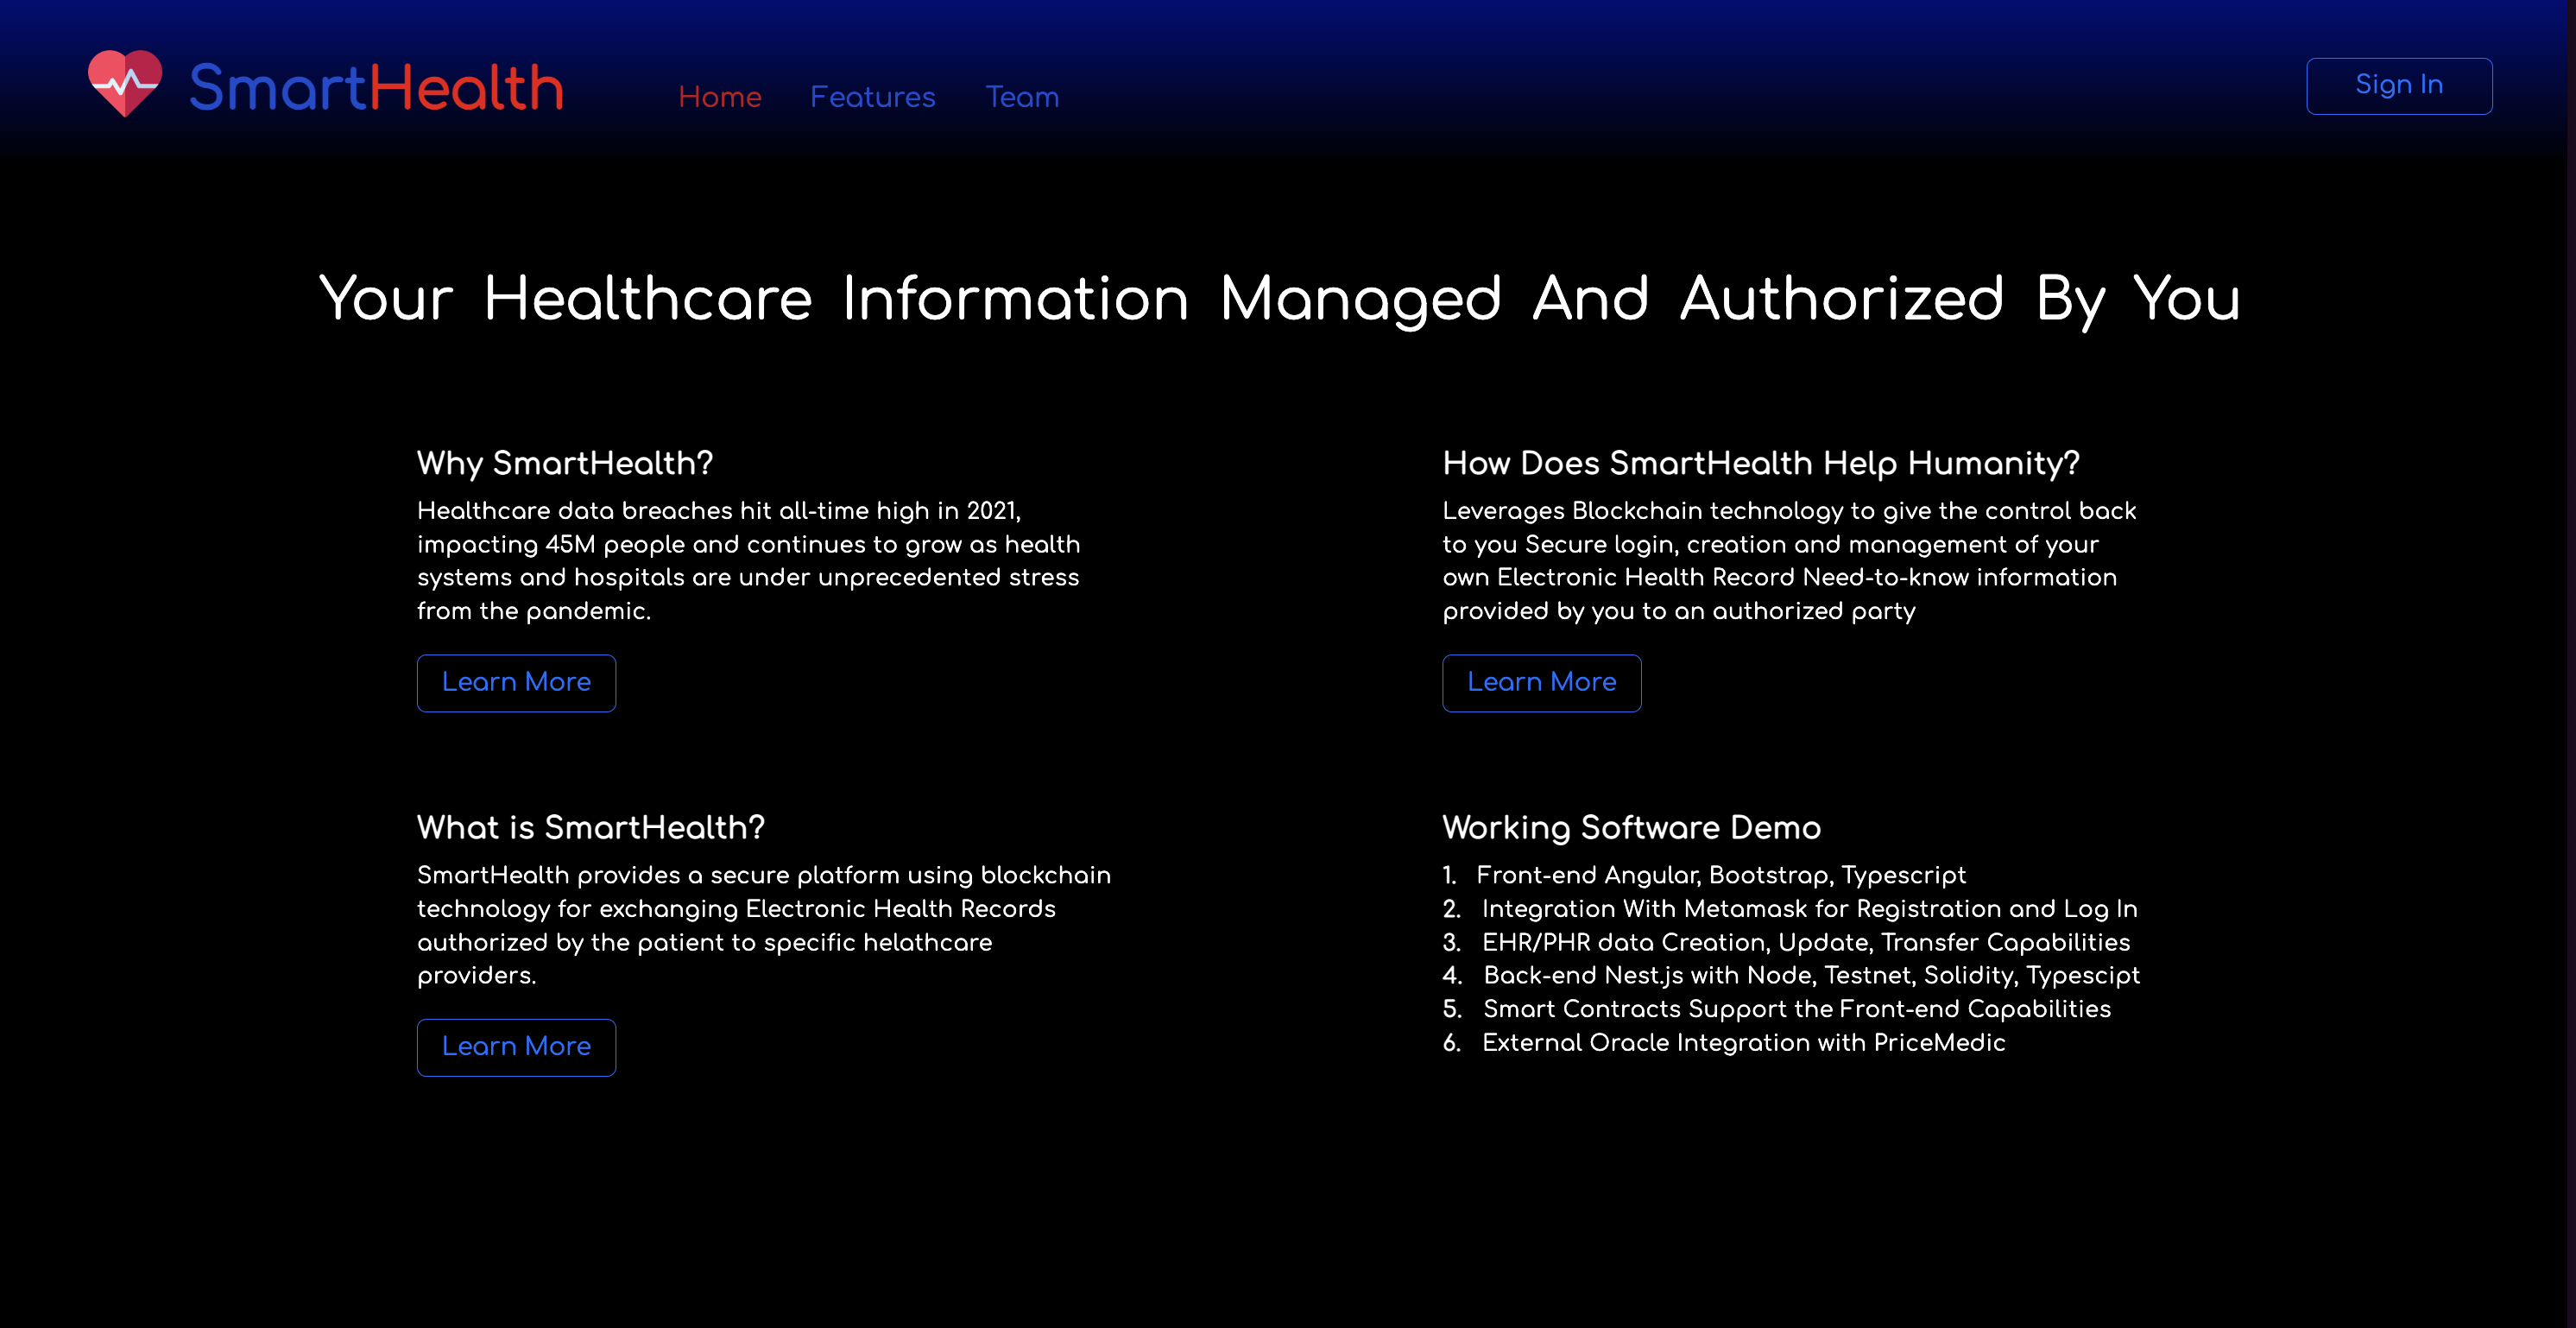 SmartHealth
Home
Features
Team
Sign In
Your Healthcare Information Managed And Authorized By You
Why SmartHealth?
Healthcare data breaches hit all-time high in 2021,
impacting 45M people and continues to grow as health
systems and hospitals are under unprecedented stress
from the pandemic.
Learn More
How Does SmartHealth Help Humanity?
Leverages Blockchain technology to give the control back
to you Secure login, creation and management of your
own Electronic Health Record Need-to-know information
provided by you to an authorized party
Learn More
What is SmartHealth?
SmartHealth provides a secure platform using blockchain
technology for exchanging Electronic Health Records
authorized by the patient to specific helathcare
providers.
Learn More
Working Software Demo
1. Front-end Angular, Bootstrap, Typescript
2. Integration With Metamask for Registration and Log In
3. EHR/PHR data Creation, Update, Transfer Capabilities
4. Back-end Nest.js with Node, Testnet, Solidity, Typescipt
5. Smart Contracts Support the Front-end Capabilities
6. External Oracle Integration with PriceMedic